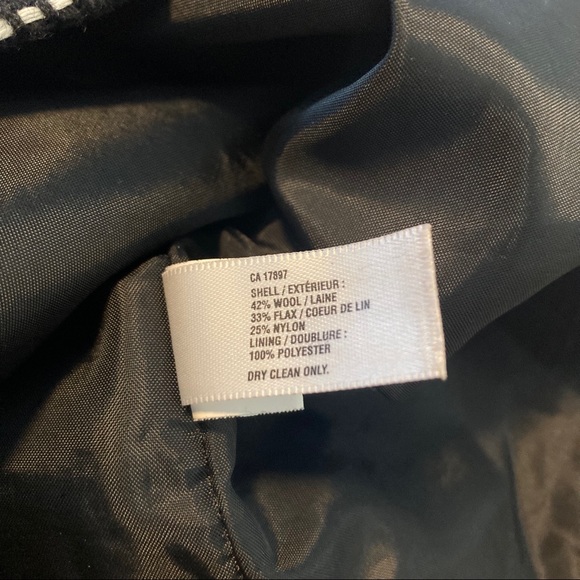 CA 17897
SHELL / EXTÉRIEUR :
42% WOOL / LAINE
33% FLAX / COEUR DE LIN
25% NYLON
LINING / DOUBLURE :
100% POLYESTER
DRY CLEAN ONLY.